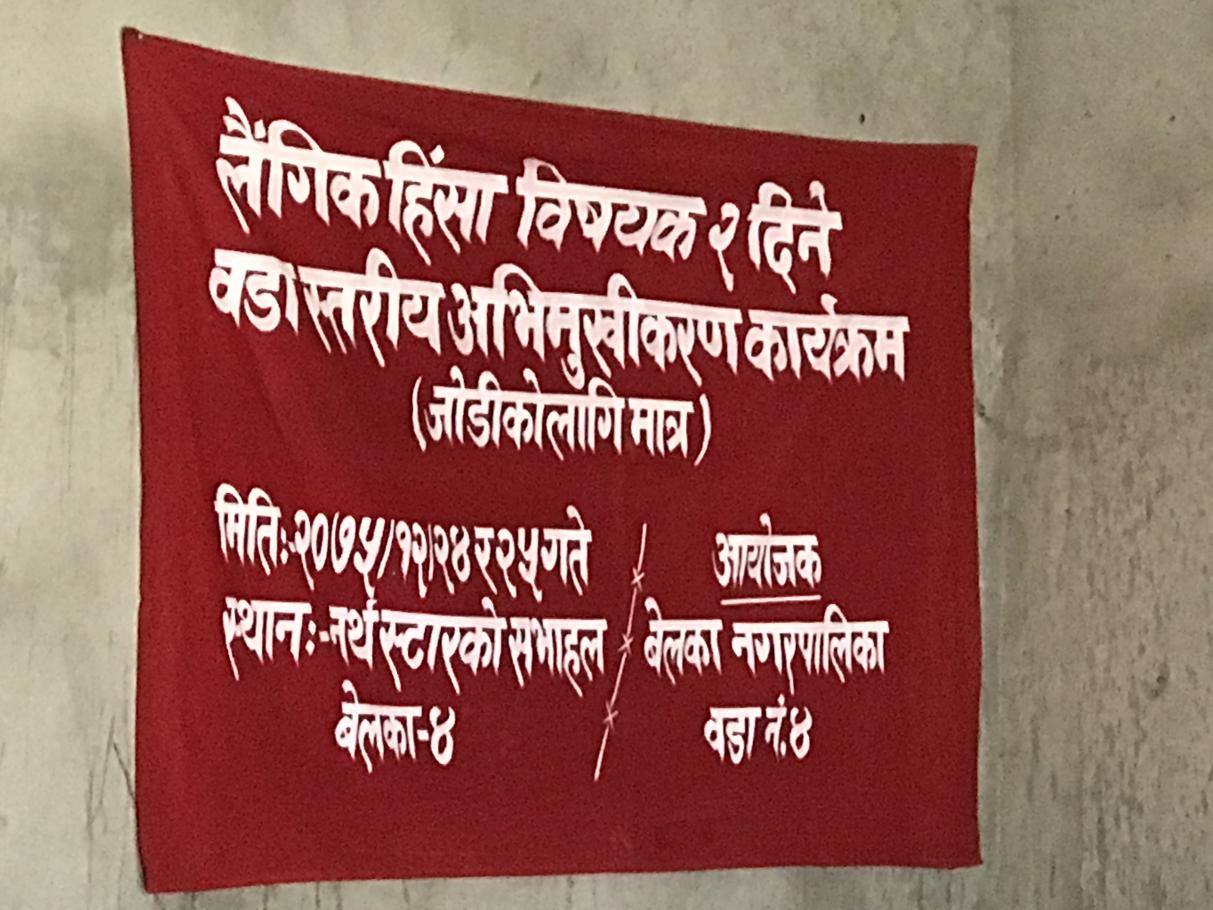 लैंगिक हिंसा विषयक २ दिने
वडा स्तरीय अभिमुखीकरण कार्यक्रम
(जोडीको लागि मात्र)
मितिः-२०७५/१२/२४ र २५ गते
स्थानः-नर्थ स्टारको सभाहल
बेलका-४
आयोजक
बेलका नगरपालिका
वडा नं.४